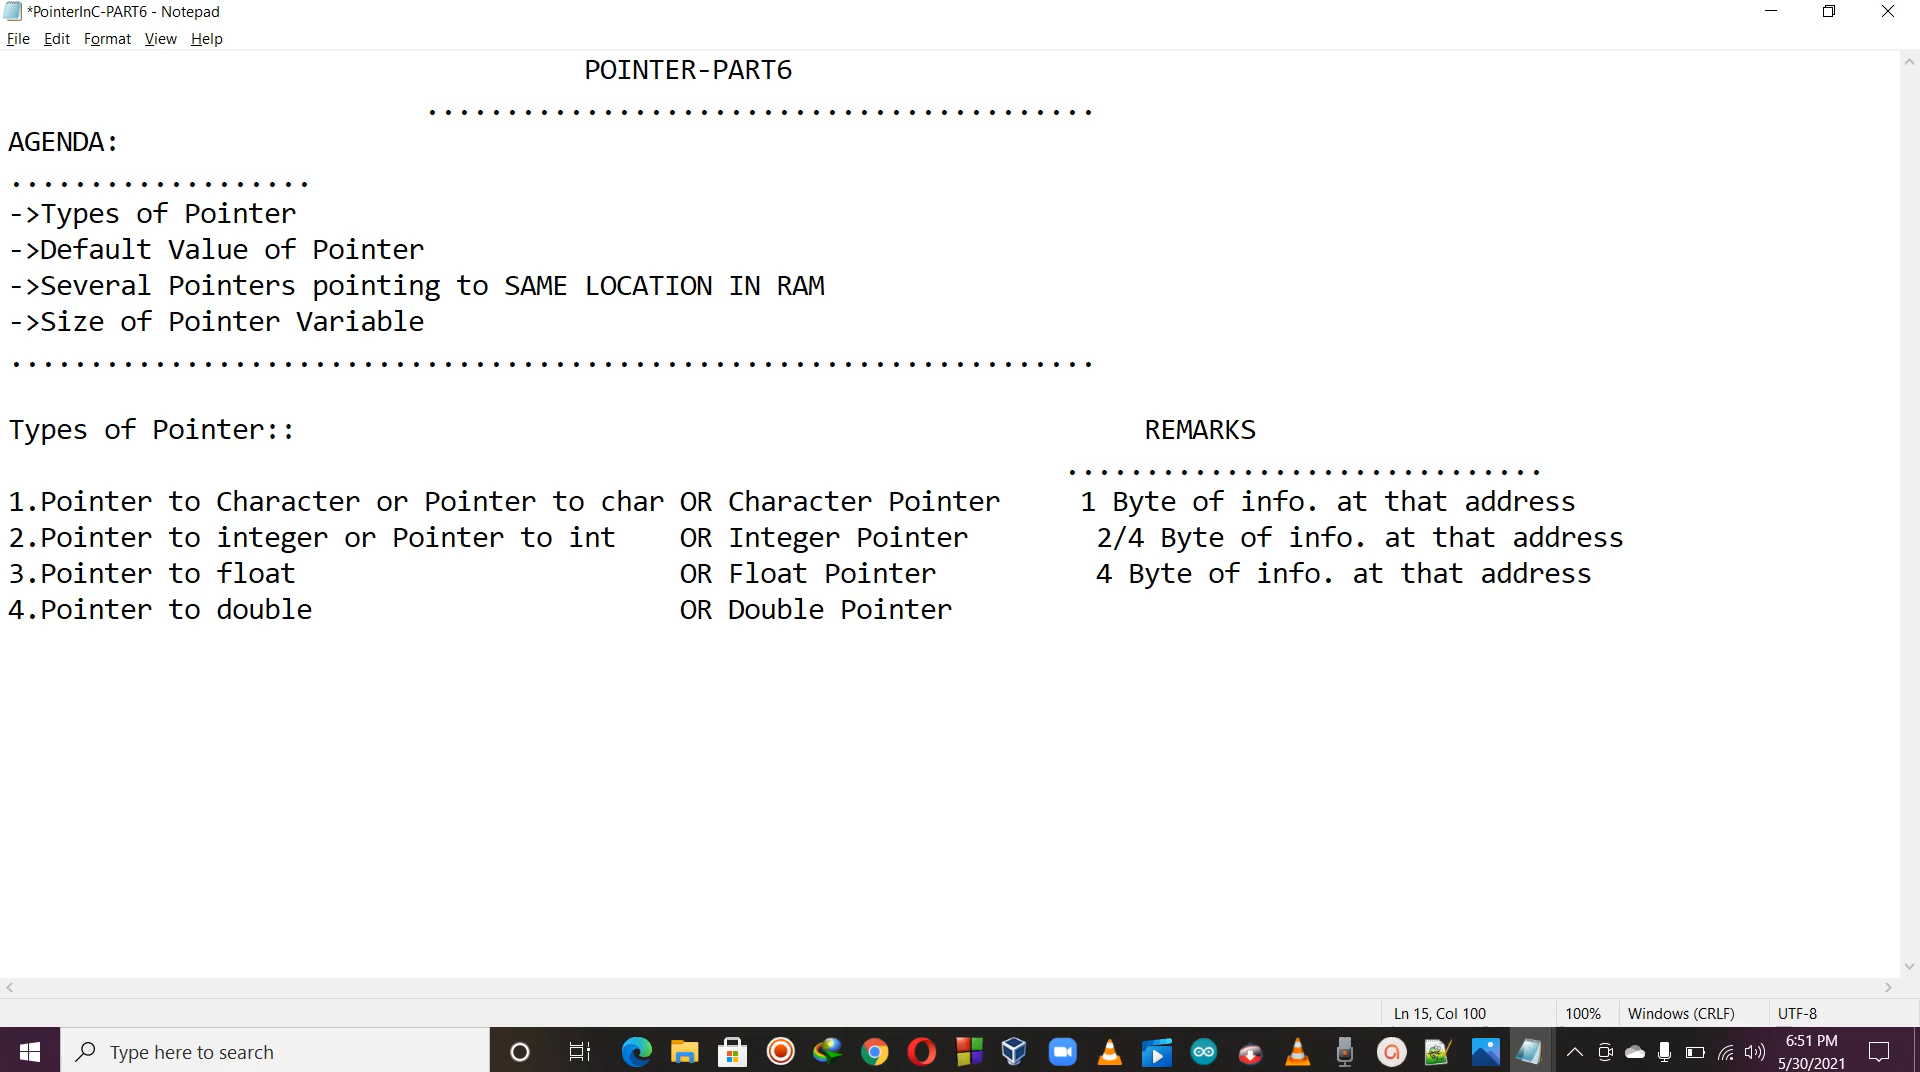 *PointerInC-PART6 - Notepad
File Edit Format View Help
POINTER-PART6
..........................................
AGENDA:
...................
->Types of Pointer
->Default Value of Pointer
->Several Pointers pointing to SAME LOCATION IN RAM
->Size of Pointer Variable
....................................................................
Types of Pointer:: REMARKS
..............................
1.Pointer to Character or Pointer to char OR Character Pointer 1 Byte of info. at that address
2.Pointer to integer or Pointer to int OR Integer Pointer 2/4 Byte of info. at that address
3.Pointer to float OR Float Pointer 4 Byte of info. at that address
4.Pointer to double OR Double Pointer
Ln 15, Col 100 100% Windows (CRLF) UTF-8
Type here to search
6:51 PM
5/30/2021